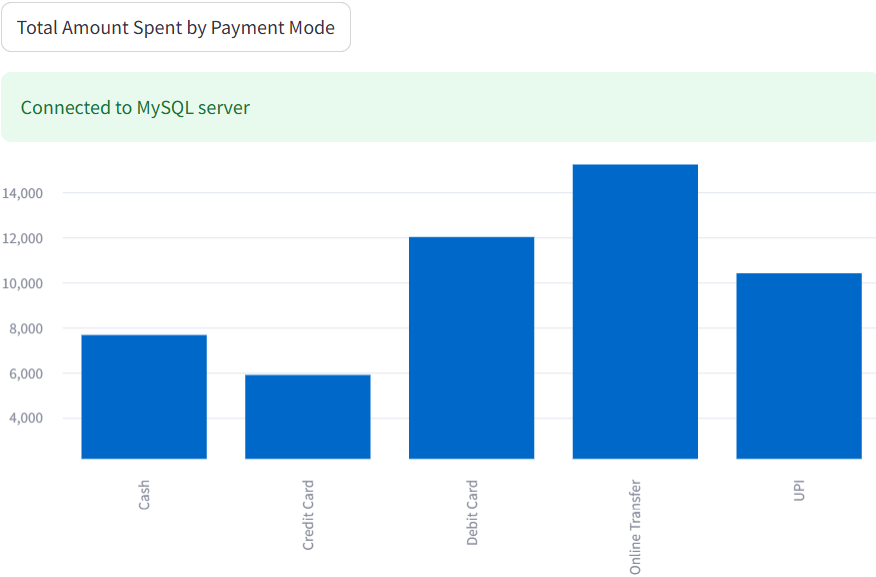 Total Amount Spent by Payment Mode
Connected to MySQL server
14,000
12,000
10,000
8,000
6,000
4,000
Cash
Credit Card
Debit Card
Online Transfer
UPI